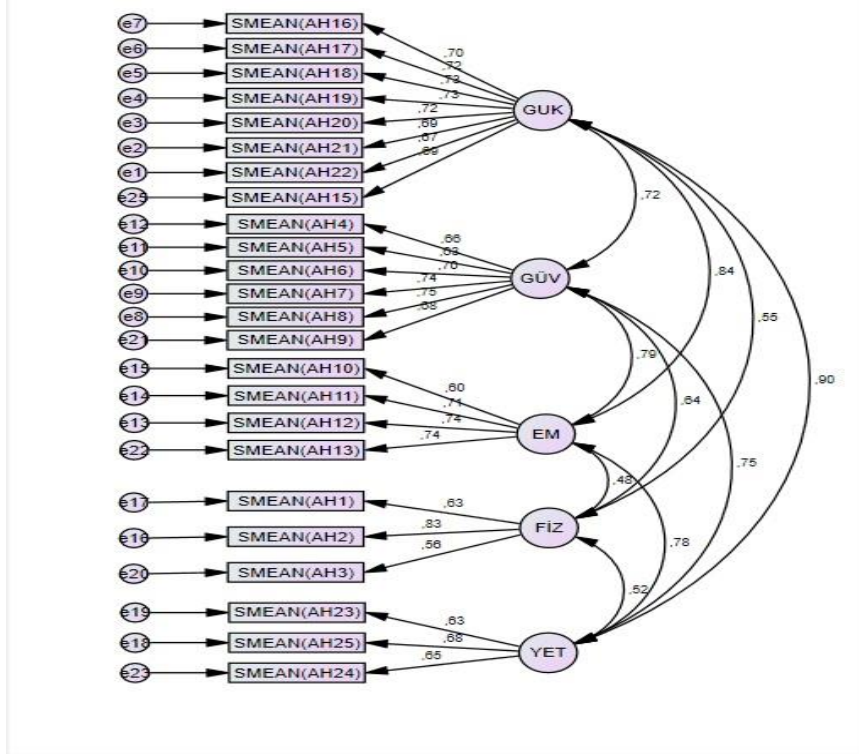 e7 SMEAN(AH16)
e6 SMEAN(AH17)
e5 SMEAN(AH18)
e4 SMEAN(AH19)
e3 SMEAN(AH20)
e2 SMEAN(AH21)
e1 SMEAN(AH22)
e25 SMEAN(AH15)
,70
,72
,73
,73
,72
,69
,67
,69
GUK
e12 SMEAN(AH4)
e11 SMEAN(AH5)
e10 SMEAN(AH6)
e9 SMEAN(AH7)
e8 SMEAN(AH8)
e21 SMEAN(AH9)
,66
,63
,70
,74
,75
,68
GÜV
e15 SMEAN(AH10)
e14 SMEAN(AH11)
e13 SMEAN(AH12)
e22 SMEAN(AH13)
,60
,71
,74
,74
EM
e17 SMEAN(AH1)
e16 SMEAN(AH2)
e20 SMEAN(AH3)
,63
,83
,56
FİZ
e19 SMEAN(AH23)
e18 SMEAN(AH25)
e23 SMEAN(AH24)
,63
,68
,65
YET
,72
,84
,55
,90
,79
,64
,75
,48
,78
,52